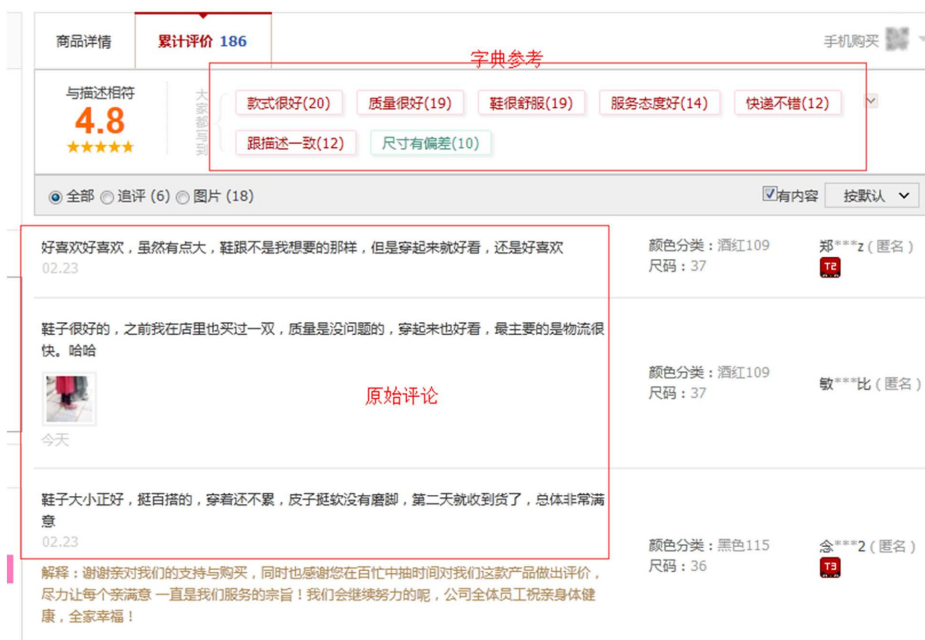 商品详情
累计评价 186
手机购买
字典参考
与描述相符
4.8
大家都写到
款式很好(20)
质量很好(19)
鞋很舒服(19)
服务态度好(14)
快递不错(12)
跟描述一致(12)
尺寸有偏差(10)
全部
追评 (6)
图片 (18)
有内容
按默认
好喜欢好喜欢，虽然有点大，鞋跟不是我想要的那样，但是穿起来就好看，还是好喜欢
02.23
颜色分类：酒红109
尺码：37
郑***z（匿名）
T2
鞋子很好的，之前我在店里也买过一双，质量是没问题的，穿起来也好看，最主要的是物流很
快。哈哈
原始评论
今天
颜色分类：酒红109
尺码：37
敏***比（匿名）
鞋子大小正好，挺百搭的，穿着还不累，皮子挺软没有磨脚，第二天就收到货了，总体非常满
意
02.23
颜色分类：黑色115
尺码：36
念***2（匿名）
T3
解释：谢谢亲对我们的支持与购买，同时也感谢您在百忙中抽时间对我们这款产品做出评价，
尽力让每个亲满意 一直是我们服务的宗旨！我们会继续努力的呢，公司全体员工祝亲身体健
康，全家幸福！